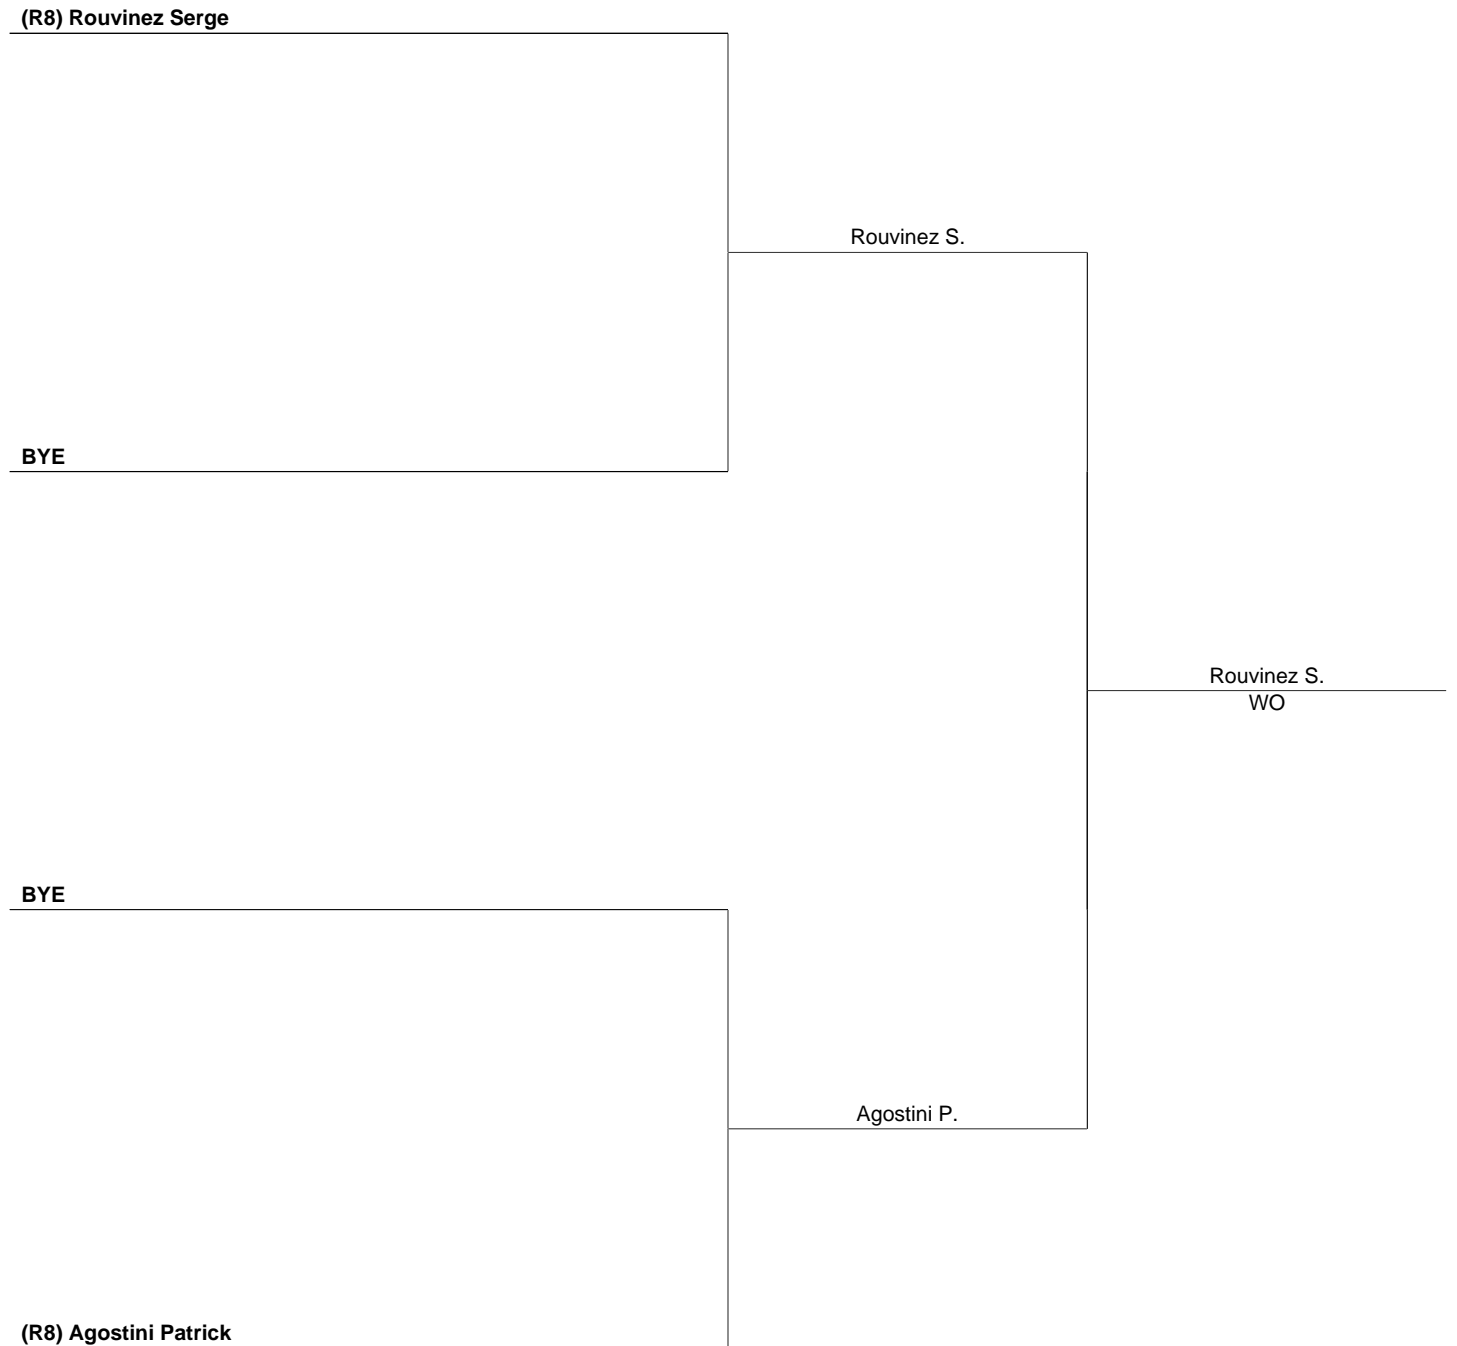 (R8) Rouvinez Serge
Rouvinez S.
BYE
Rouvinez S.
WO
BYE
Agostini P.
(R8) Agostini Patrick